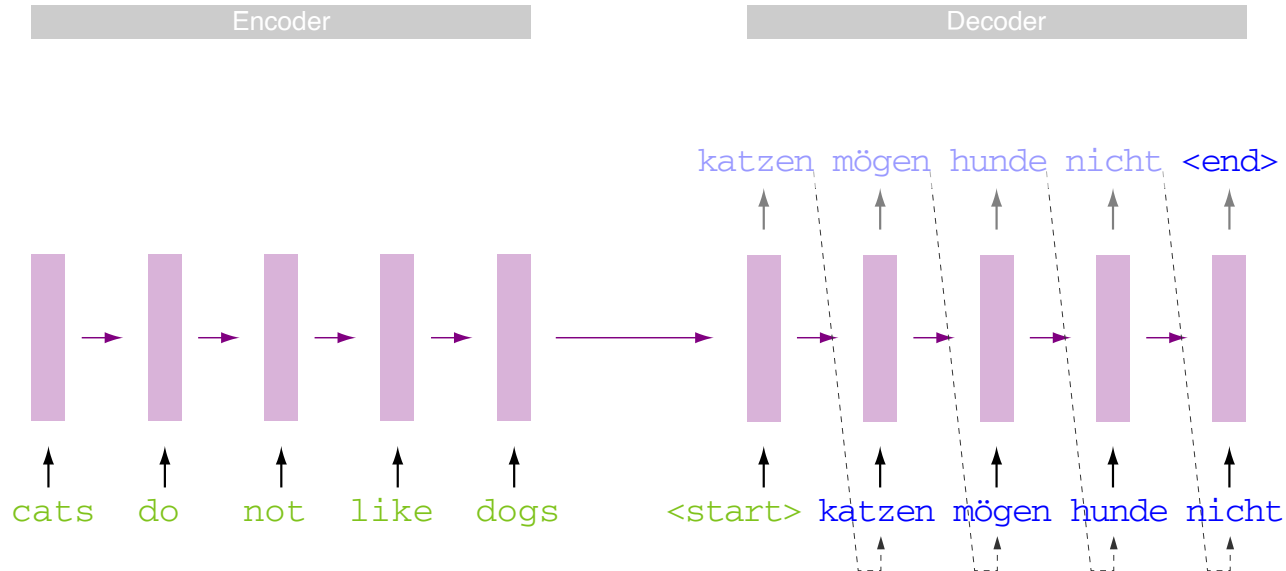 Encoder Decoder
katzen mögen hunde nicht <end>
cats do not like dogs <start> katzen mögen hunde nicht